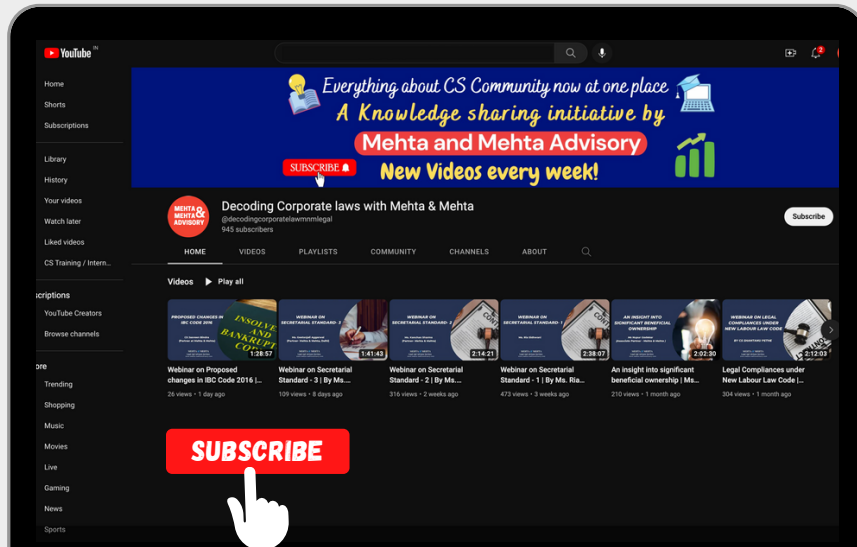 YouTube IN
Home
Shorts
Subscriptions
Library
History
Your videos
Watch later
Liked videos
CS Training / Intern...
scriptions
YouTube Creators
Browse channels
ore
Trending
Shopping
Music
Movies
Live
Gaming
News
Sports
2
Everything about CS Community now at one place
A Knowledge sharing initiative by
Mehta and Mehta Advisory
SUBSCRIBE
New Videos every week!
MEHTA &
MEHTA
ADVISORY
Decoding Corporate laws with Mehta & Mehta
@decodingcorporatelawmnmlegal
945 subscribers
Subscribe
HOME VIDEOS PLAYLISTS COMMUNITY CHANNELS ABOUT
Videos Play all
PROPOSED CHANGES IN
IBC CODE 2016
INSOLVE
AND
BANKRUPT
CO
1:28:57
Webinar on Proposed
changes in IBC Code 2016 |...
26 views • 1 day ago
WEBINAR ON
SECRETARIAL STANDARD- 3
1:41:43
Webinar on Secretarial
Standard - 3 | By Ms....
109 views • 8 days ago
WEBINAR ON
SECRETARIAL STANDARD- 2
2:14:21
Webinar on Secretarial
Standard - 2 | By Ms....
316 views • 2 weeks ago
WEBINAR ON
SECRETARIAL STANDARD- 1
2:38:07
Webinar on Secretarial
Standard - 1 | By Ms. Ria...
473 views • 3 weeks ago
AN INSIGHT INTO
SIGNIFICANT BENEFICIAL
OWNERSHIP
2:02:30
An insight into significant
beneficial ownership | Ms...
210 views • 1 month ago
WEBINAR ON LEGAL
COMPLIANCES UNDER
NEW LABOUR LAW CODE
2:12:03
Legal Compliances under
New Labour Law Code |...
304 views • 1 month ago
SUBSCRIBE